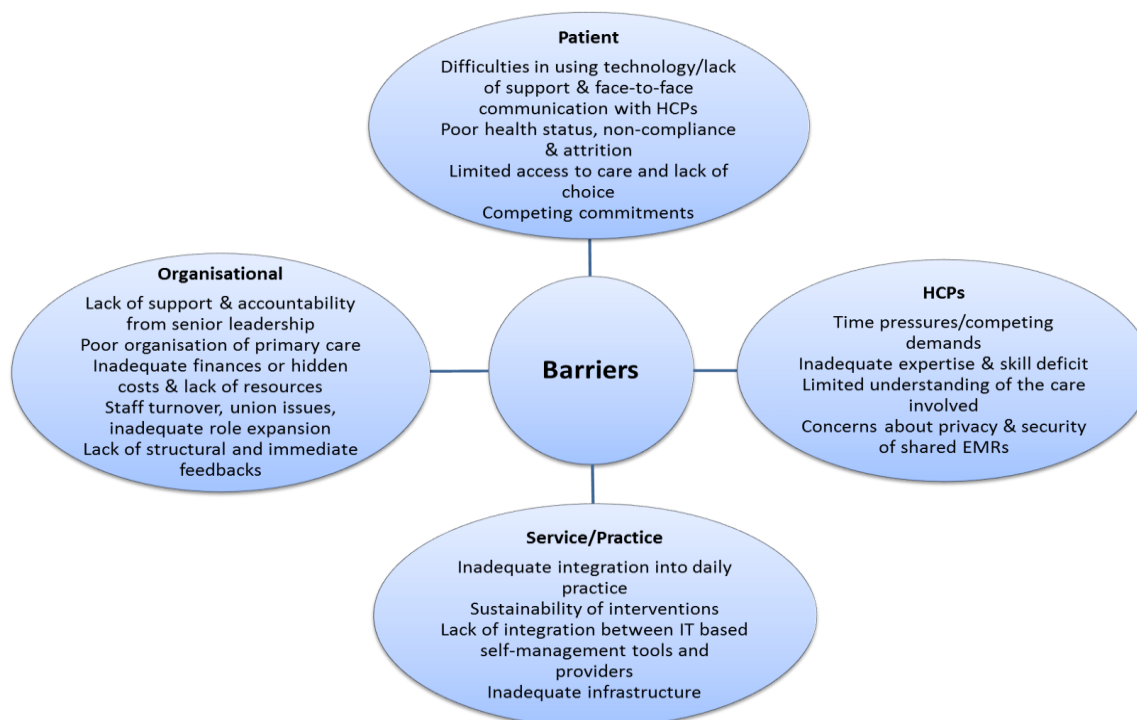 Patient
Difficulties in using technology/lack
of support & face-to-face
communication with HCPs
Poor health status, non-compliance
& attrition
Limited access to care and lack of
choice
Competing commitments
Organisational
Lack of support & accountability
from senior leadership
Poor organisation of primary care
Inadequate finances or hidden
costs & lack of resources
Staff turnover, union issues,
inadequate role expansion
Lack of structural and immediate
feedbacks
Barriers
HCPs
Time pressures/competing
demands
Inadequate expertise & skill deficit
Limited understanding of the care
involved
Concerns about privacy & security
of shared EMRs
Service/Practice
Inadequate integration into daily
practice
Sustainability of interventions
Lack of integration between IT based
self-management tools and
providers
Inadequate infrastructure